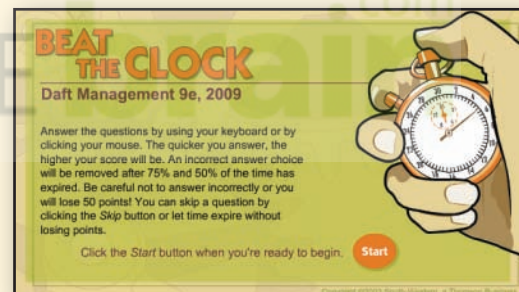 BEAT
THE CLOCK
Daft Management 9e, 2009
Answer the questions by using your keyboard or by
clicking your mouse. The quicker you answer, the
higher your score will be. An incorrect answer choice
will be removed after 75% and 50% of the time has
expired. Be careful not to answer incorrectly or you
will lose 50 points! You can skip a question by
clicking the Skip button or let time expire without
losing points.
Click the Start button when you're ready to begin.
Start